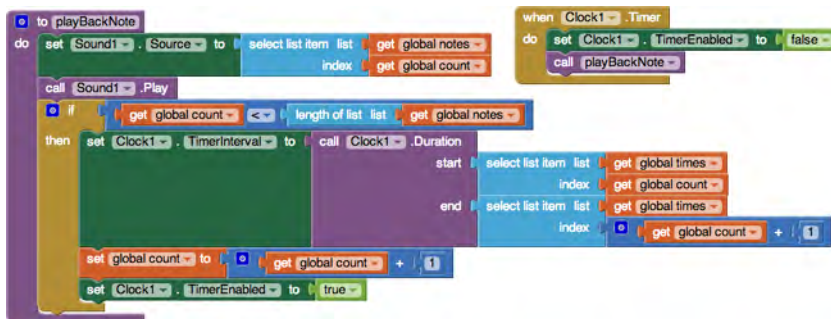 to playBackNote
do set Sound1 . Source to select list item list get global notes
index get global count
call Sound1 .Play
if get global count < length of list list get global notes
then set Clock1 . TimerInterval to call Clock1 .Duration
start select list item list get global times
index get global count
end select list item list get global times
index get global count + 1
set global count to get global count + 1
set Clock1 . TimerEnabled to true
when Clock1 .Timer
do set Clock1 . TimerEnabled to false
call playBackNote